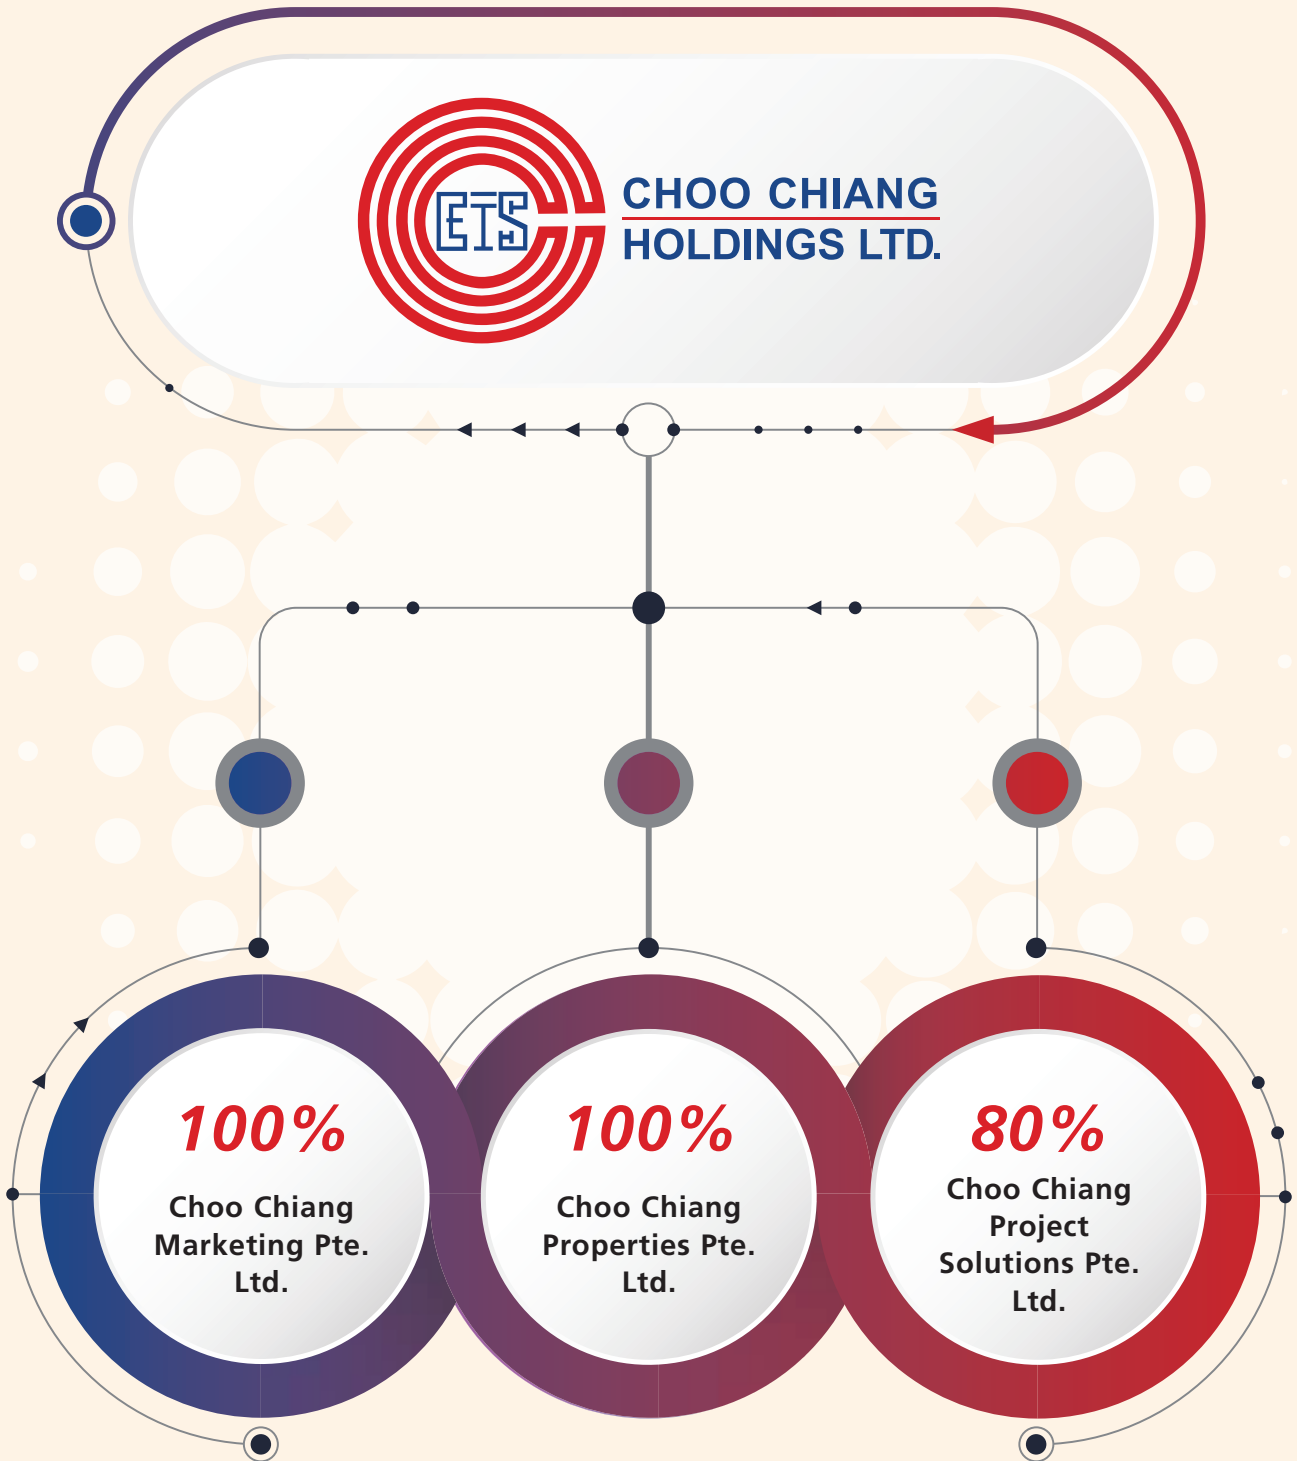 ETS
CHOO CHIANG
HOLDINGS LTD.
100%
Choo Chiang
Marketing Pte.
Ltd.
100%
Choo Chiang
Properties Pte.
Ltd.
80%
Choo Chiang
Project
Solutions Pte.
Ltd.